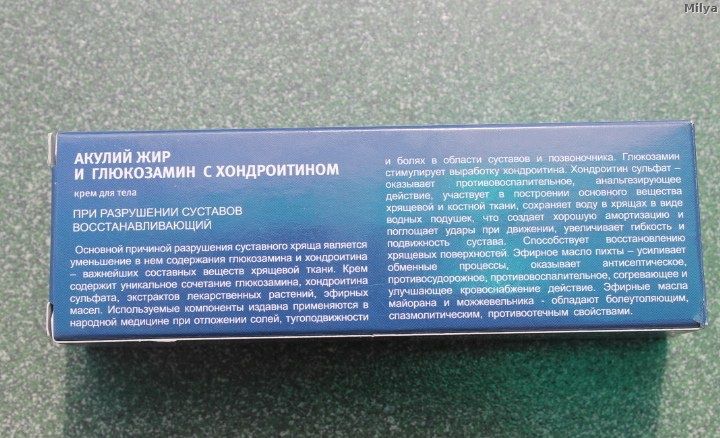 Milya
АКУЛИЙ ЖИР
И ГЛЮКОЗАМИН С ХОНДРОИТИНОМ
крем для тела
ПРИ РАЗРУШЕНИИ СУСТАВОВ
ВОССТАНАВЛИВАЮЩИЙ
Основной причиной разрушения суставного хряща является
уменьшение в нем содержания глюкозамина и хондроитина
– важнейших составных веществ хрящевой ткани. Крем
содержит уникальное сочетание глюкозамина, хондроитина
сульфата, экстрактов лекарственных растений, эфирных
масел. Используемые компоненты издавна применяются в
народной медицине при отложении солей, тугоподвижности
и болях в области суставов и позвоночника. Глюкозамин
стимулирует выработку хондроитина. Хондроитин сульфат –
оказывает противовоспалительное, анальгезирующее
действие, участвует в построении основного вещества
хрящевой и костной ткани, сохраняет воду в хрящах в виде
водных подушек, что создает хорошую амортизацию и
поглощает удары при движении, увеличивает гибкость и
подвижность сустава. Способствует восстановлению
хрящевых поверхностей. Эфирное масло пихты – усиливает
обменные процессы, оказывает антисептическое,
противосудорожное, противовоспалительное, согревающее и
улучшающее кровоснабжение действие. Эфирные масла
майорана и можжевельника - обладают болеутоляющим,
спазмолитическим, противоотечным свойствами.